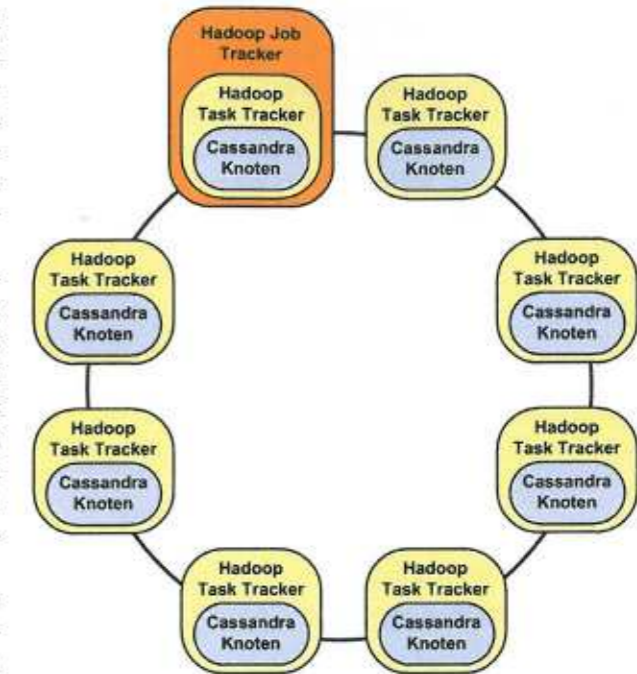 Hadoop Job
Tracker
Hadoop
Task Tracker
Cassandra
Knoten
Hadoop
Task Tracker
Cassandra
Knoten
Hadoop
Task Tracker
Cassandra
Knoten
Hadoop
Task Tracker
Cassandra
Knoten
Hadoop
Task Tracker
Cassandra
Knoten
Hadoop
Task Tracker
Cassandra
Knoten
Hadoop
Task Tracker
Cassandra
Knoten
Hadoop
Task Tracker
Cassandra
Knoten